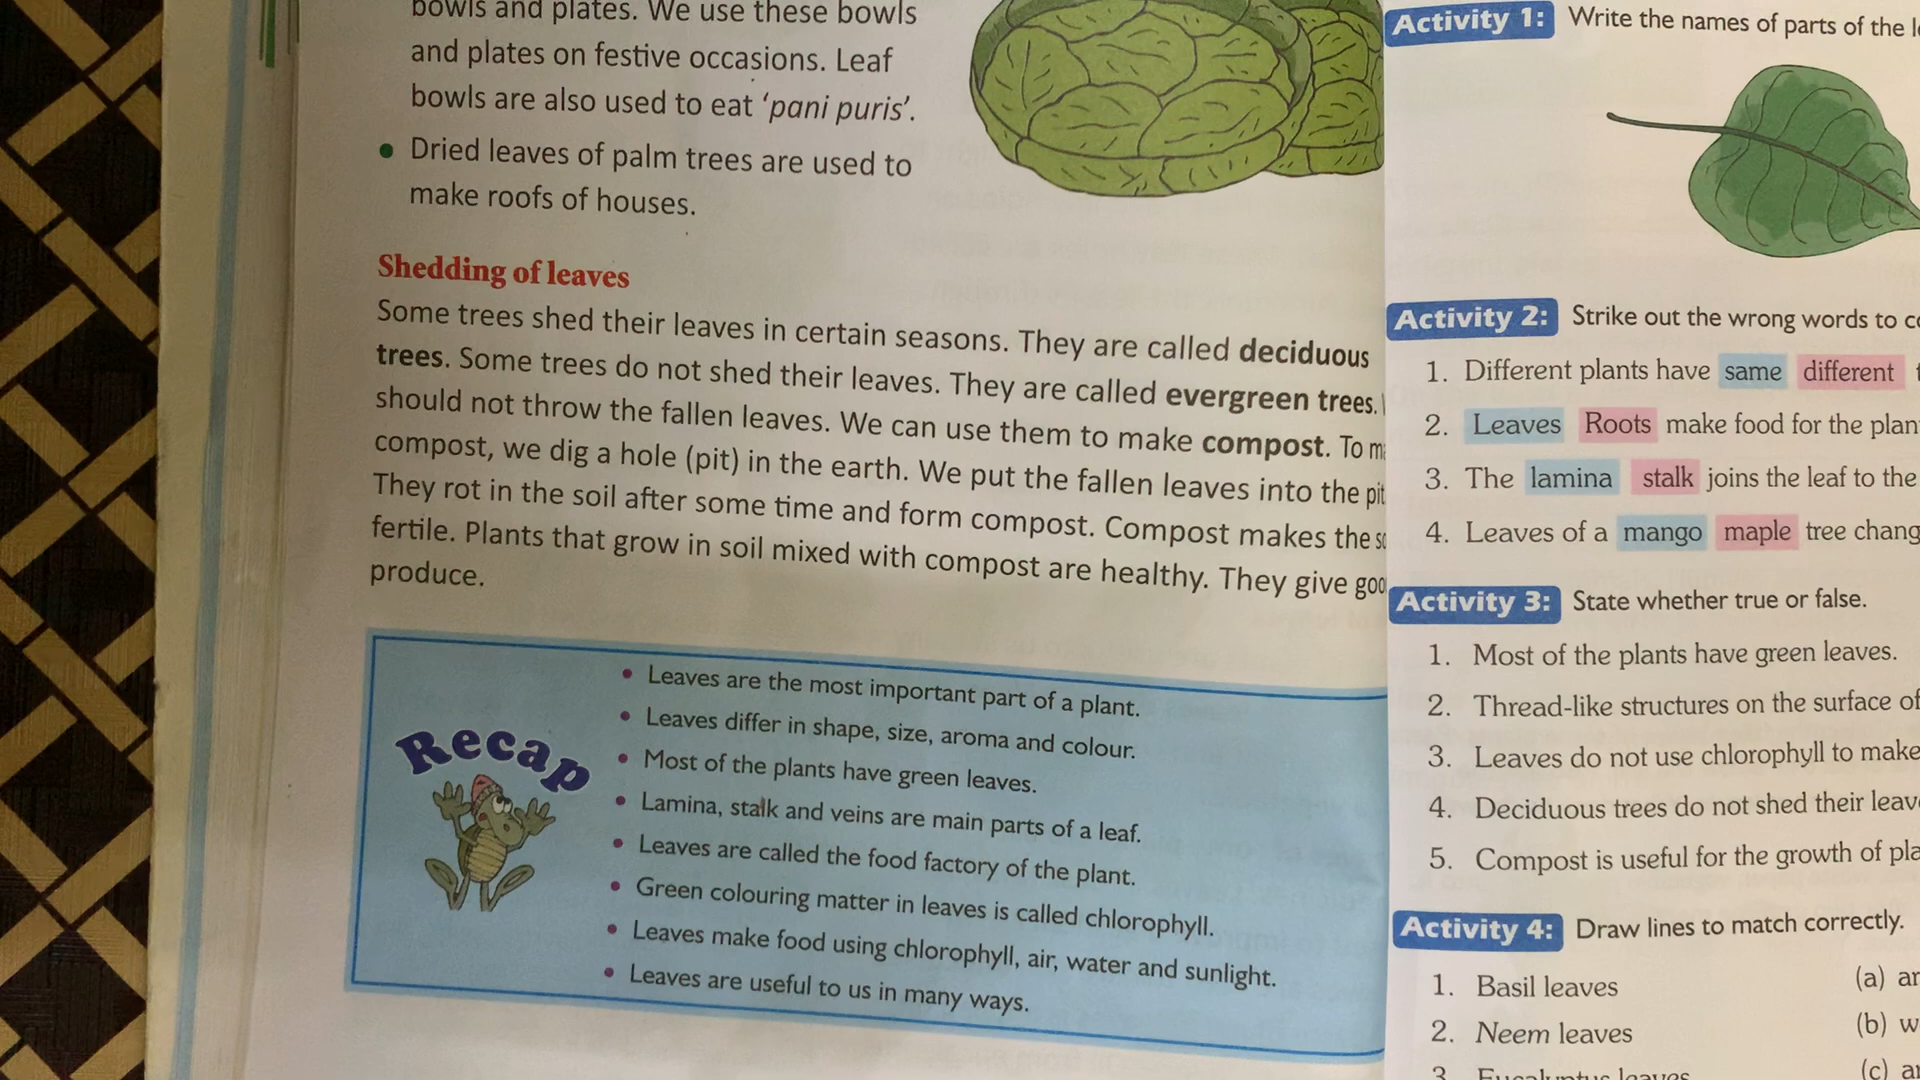 bowls and plates. We use these bowls
and plates on festive occasions. Leaf
bowls are also used to eat ‘pani puris’.
● Dried leaves of palm trees are used to
make roofs of houses.
Shedding of leaves
Some trees shed their leaves in certain seasons. They are called deciduous
trees. Some trees do not shed their leaves. They are called evergreen trees.
should not throw the fallen leaves. We can use them to make compost. To
compost, we dig a hole (pit) in the earth. We put the fallen leaves into the pit
They rot in the soil after some time and form compost. Compost makes the
fertile. Plants that grow in soil mixed with compost are healthy. They give
produce.
Recap
• Leaves are the most important part of a plant.
• Leaves differ in shape, size, aroma and colour.
• Most of the plants have green leaves.
• Lamina, stalk and veins are main parts of a leaf.
• Leaves are called the food factory of the plant.
• Green colouring matter in leaves is called chlorophyll.
• Leaves make food using chlorophyll, air, water and sunlight.
• Leaves are useful to us in many ways.
Activity 1: Write the names of parts of the
Activity 2: Strike out the wrong words to
1. Different plants have same different
2. Leaves Roots make food for the
3. The lamina stalk joins the leaf to the
4. Leaves of a mango maple tree
Activity 3: State whether true or false.
1. Most of the plants have green leaves.
2. Thread-like structures on the surface of
3. Leaves do not use chlorophyll to make
4. Deciduous trees do not shed their
5. Compost is useful for the growth of
Activity 4: Draw lines to match correctly.
1. Basil leaves (a)
2. Neem leaves (b)
3. Eucalyptus leaves (c)